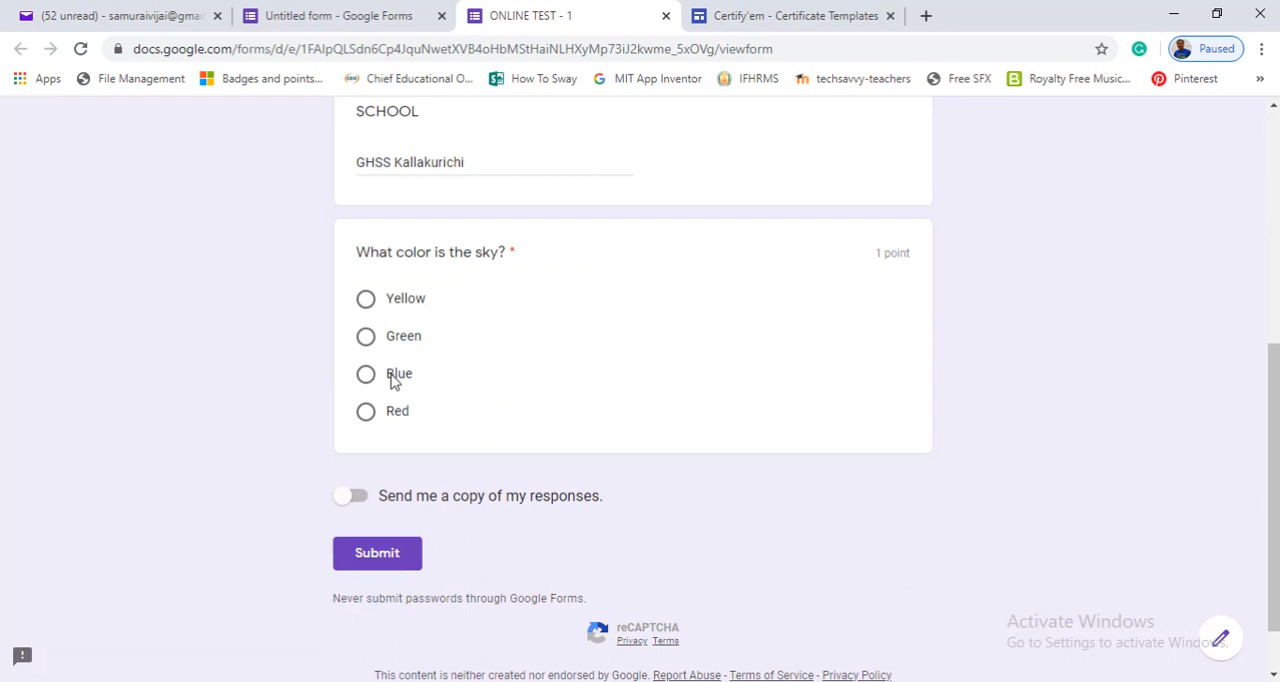 (52 unread) - samuraivijai@gmai
Untitled form - Google Forms
ONLINE TEST - 1
Certify'em - Certificate Templates
docs.google.com/forms/d/e/1FAIpQLSdn6Cp4JquNwetXVB4oHbMStHaiNLHXyMp73iJ2kwme_5xOVg/viewform
Paused
Apps
File Management
Badges and points...
Chief Educational O...
How To Sway
MIT App Inventor
IFHRMS
techsavvy-teachers
Free SFX
Royalty Free Music...
Pinterest
SCHOOL
GHSS Kallakurichi
What color is the sky? *
1 point
Yellow
Green
Blue
Red
Send me a copy of my responses.
Submit
Never submit passwords through Google Forms.
reCAPTCHA
Privacy Terms
Activate Windows
Go to Settings to activate Windows.
This content is neither created nor endorsed by Google. Report Abuse - Terms of Service - Privacy Policy